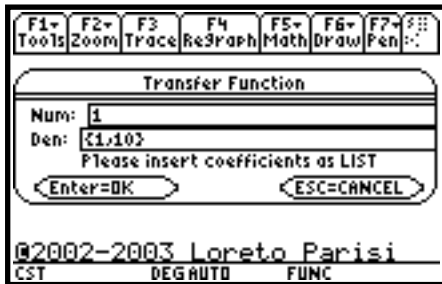 F1 F2 F3 F4 F5 F6 F7
Tools Zoom Trace ReGraph Math Draw Pen
Transfer Function
Num: 1
Den: {1,10}
Please insert coefficients as LIST
Enter=OK ESC=CANCEL
@2002-2003 Loreto Parisi
CST DEGAUTO FUNC